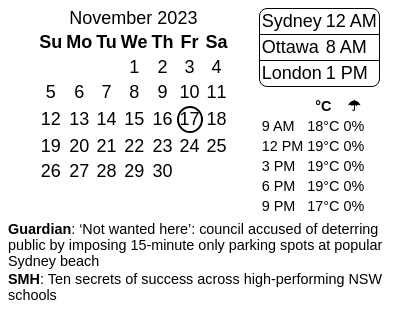 November 2023
Su Mo Tu We Th Fr Sa
1 2 3 4
5 6 7 8 9 10 11
12 13 14 15 16 17 18
19 20 21 22 23 24 25
26 27 28 29 30
Sydney 12 AM
Ottawa 8 AM
London 1 PM
°C ☂
9 AM 18°C 0%
12 PM 19°C 0%
3 PM 19°C 0%
6 PM 19°C 0%
9 PM 17°C 0%
Guardian: ‘Not wanted here’: council accused of deterring
public by imposing 15-minute only parking spots at popular
Sydney beach
SMH: Ten secrets of success across high-performing NSW
schools